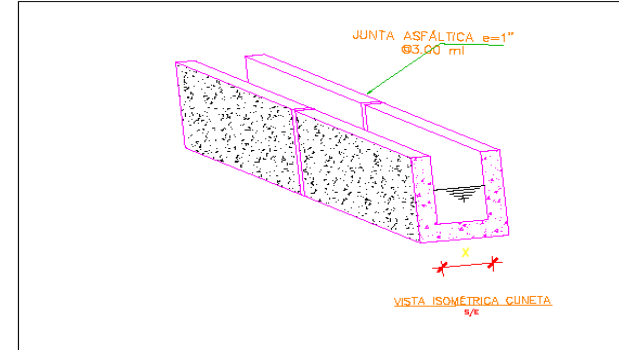 JUNTA ASFÁLTICA e=1"
@3.00 ml
X
VISTA ISOMÉTRICA CUNETA
S/E